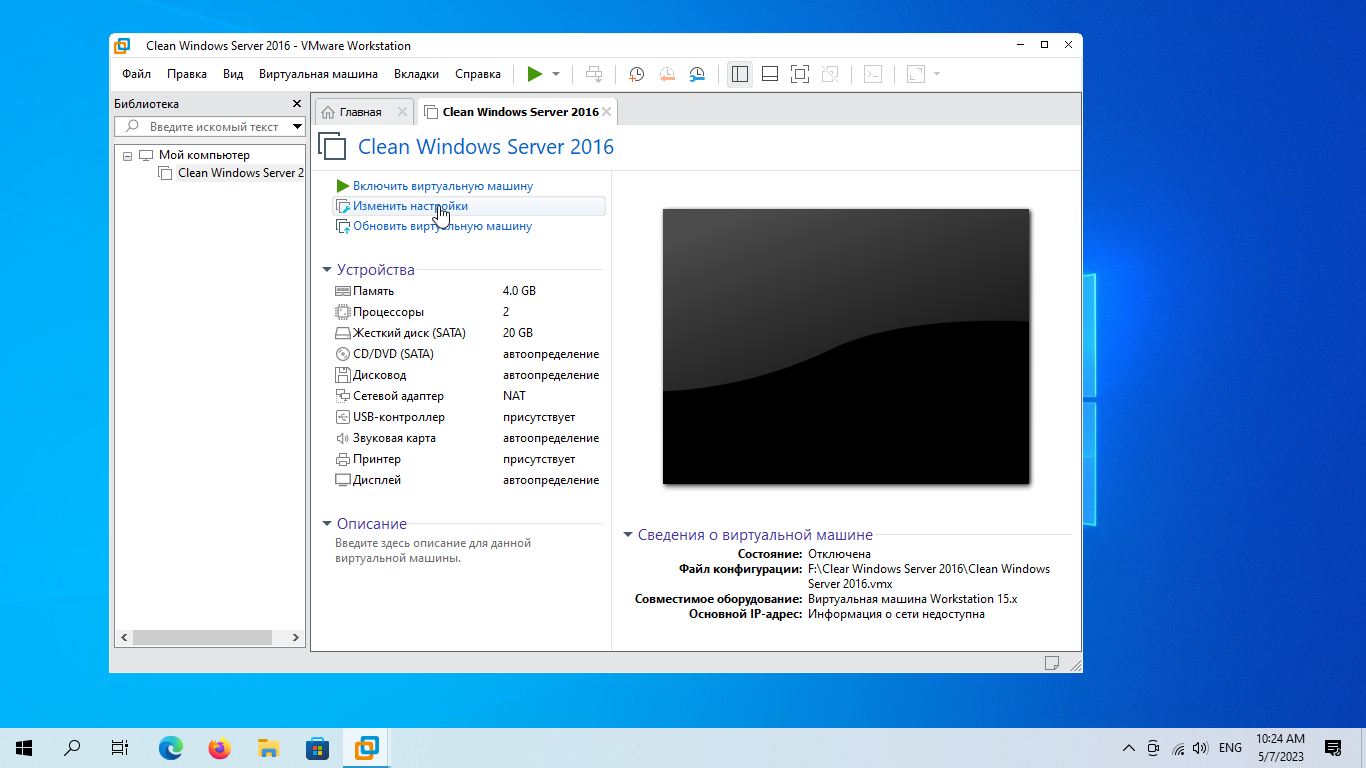 Clean Windows Server 2016 - VMware Workstation
Файл Правка Вид Виртуальная машина Вкладки Справка
Библиотека
Введите искомый текст
Мой компьютер
Clean Windows Server 2
Главная
Clean Windows Server 2016
Clean Windows Server 2016
Включить виртуальную машину
Изменить настройки
Обновить виртуальную машину
Устройства
Память 4.0 GB
Процессоры 2
Жесткий диск (SATA) 20 GB
CD/DVD (SATA) автоопределение
Дисковод автоопределение
Сетевой адаптер NAT
USB-контроллер присутствует
Звуковая карта автоопределение
Принтер присутствует
Дисплей автоопределение
Описание
Введите здесь описание для данной
виртуальной машины.
Сведения о виртуальной машине
Состояние: Отключена
Файл конфигурации: F:\Clear Windows Server 2016\Clean Windows
Server 2016.vmx
Совместимое оборудование: Виртуальная машина Workstation 15.x
Основной IP-адрес: Информация о сети недоступна
ENG
10:24 AM
5/7/2023